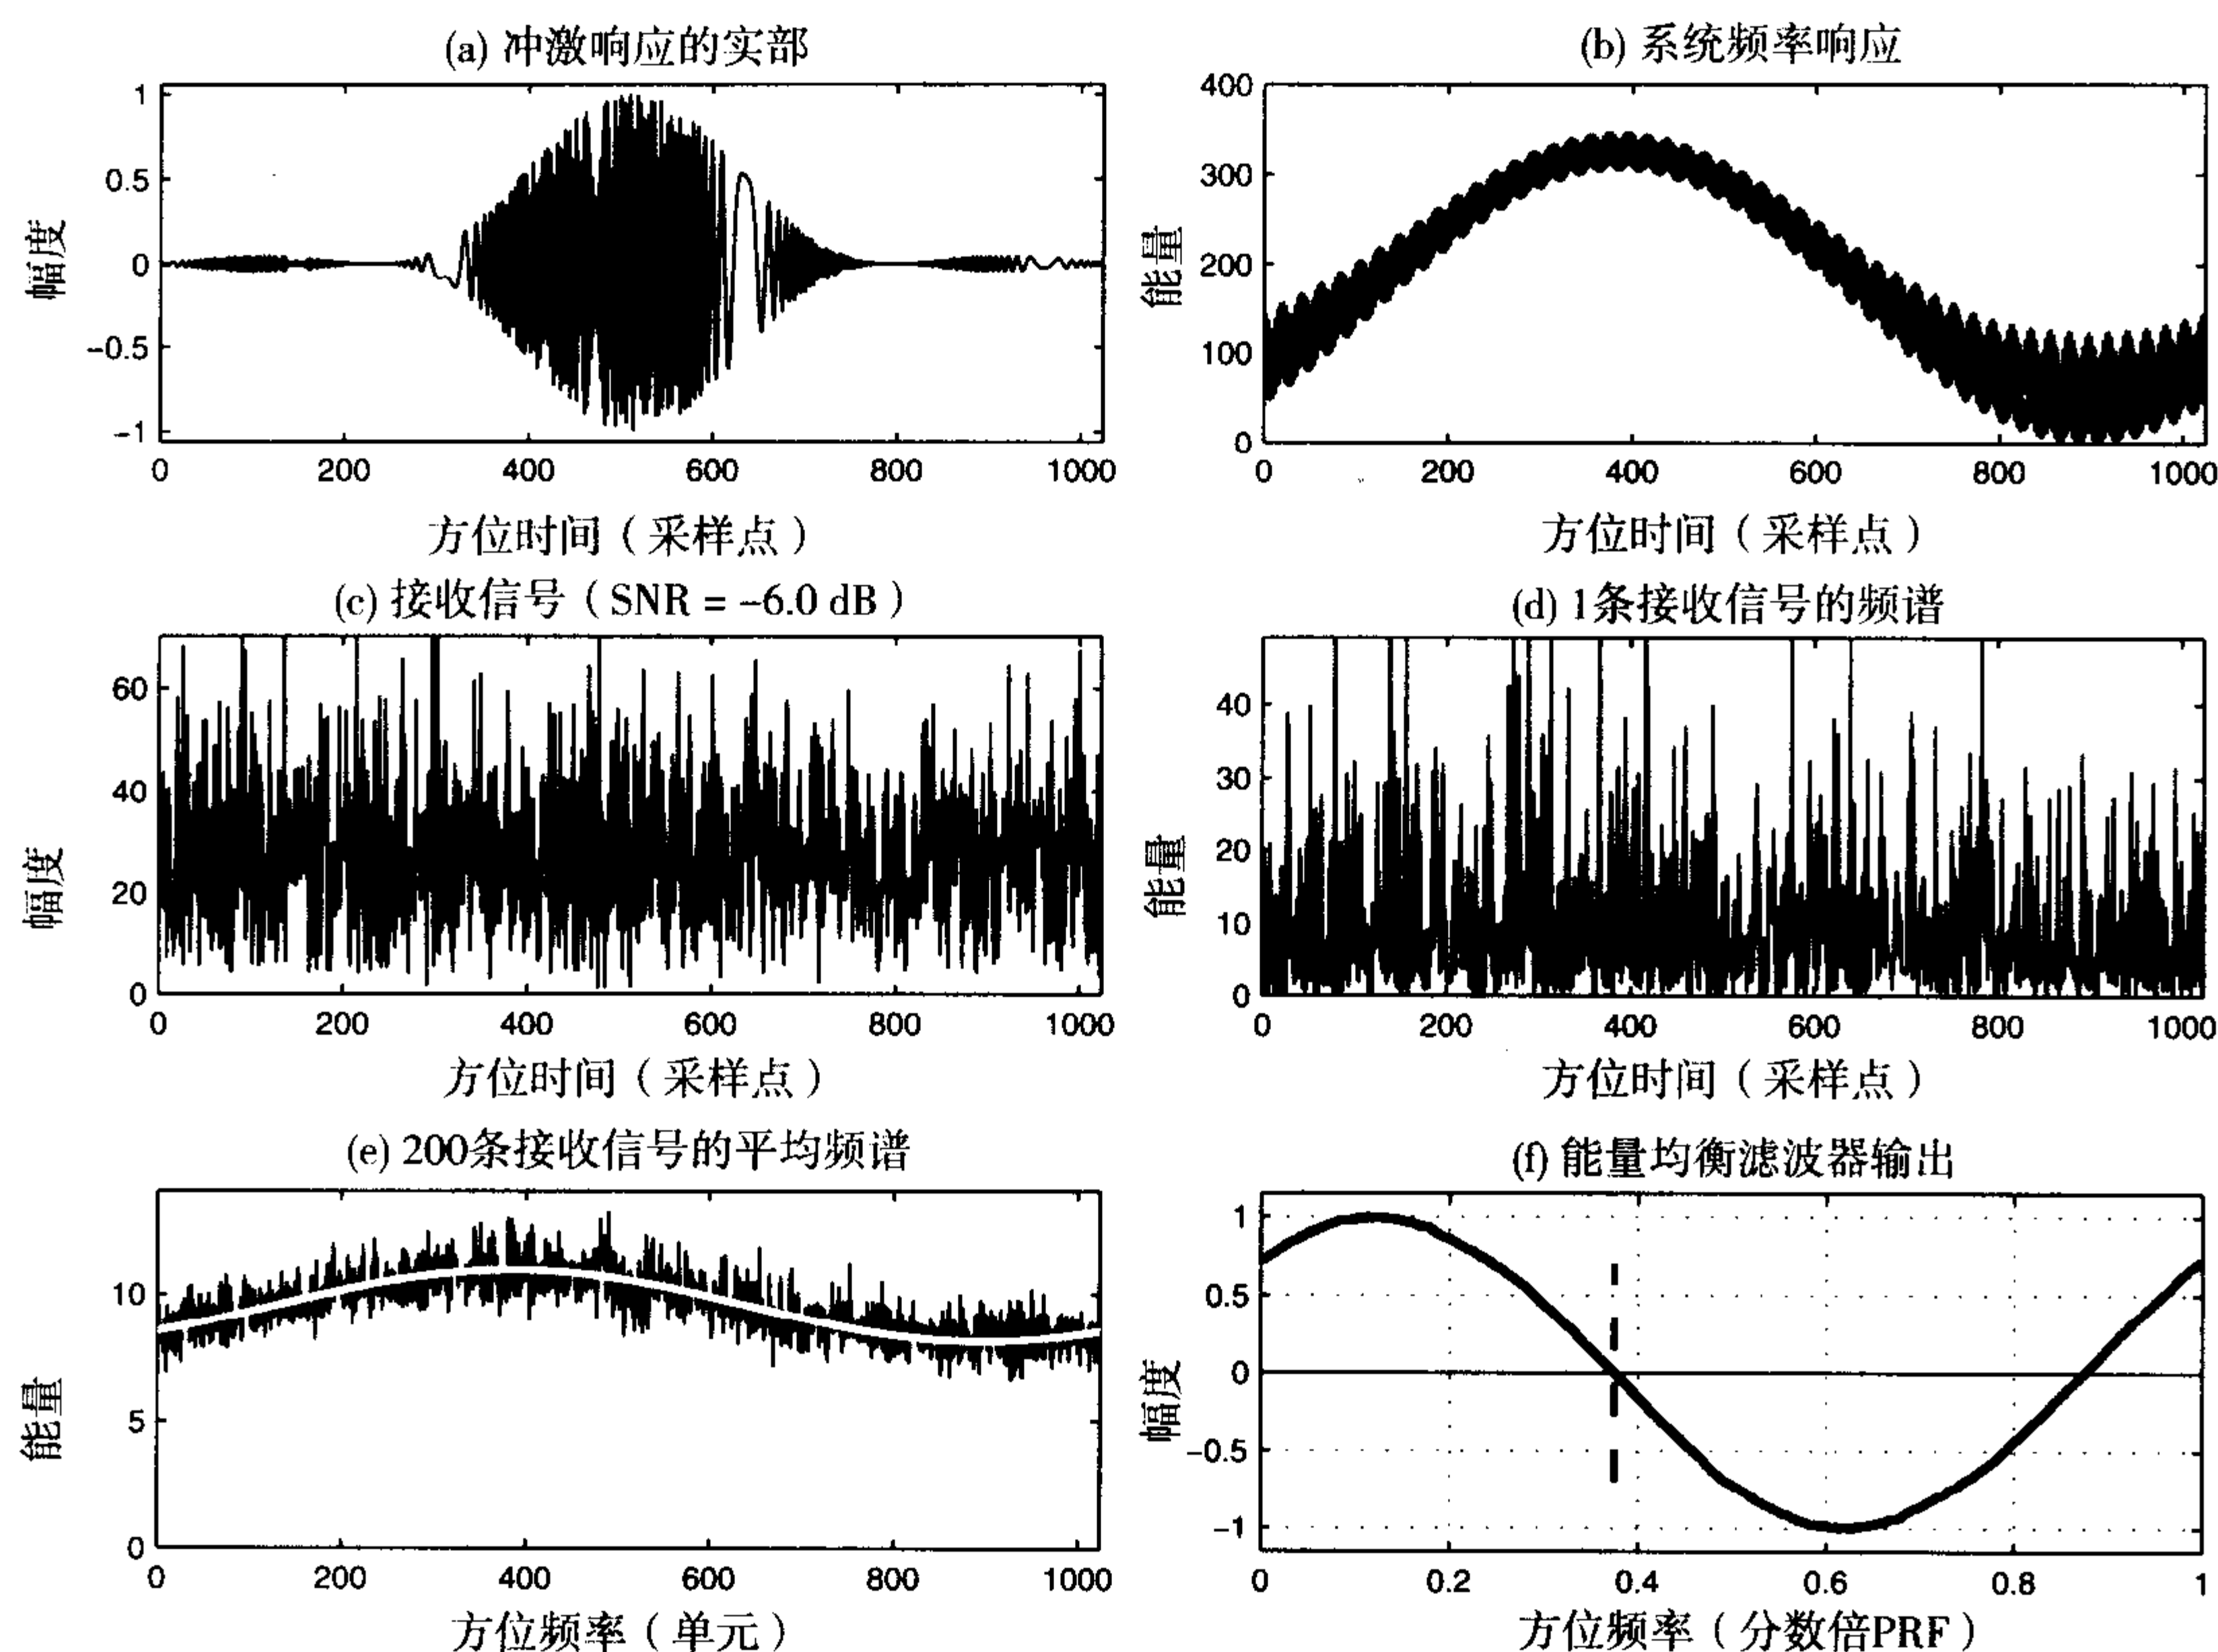 (a) 冲激响应的实部
1
0.5
0
-0.5
-1
幅度
0 200 400 600 800 1000
方位时间(采样点)
(b) 系统频率响应
400
300
200
100
0
能量
0 200 400 600 800 1000
方位时间(采样点)
(c) 接收信号(SNR = -6.0 dB)
60
40
20
0
幅度
0 200 400 600 800 1000
方位时间(采样点)
(d) 1条接收信号的频谱
40
30
20
10
0
能量
0 200 400 600 800 1000
方位时间(采样点)
(e) 200条接收信号的平均频谱
10
5
0
能量
0 200 400 600 800 1000
方位频率(单元)
(f) 能量均衡滤波器输出
1
0.5
0
-0.5
-1
幅度
0 0.2 0.4 0.6 0.8 1
方位频率(分数倍PRF)